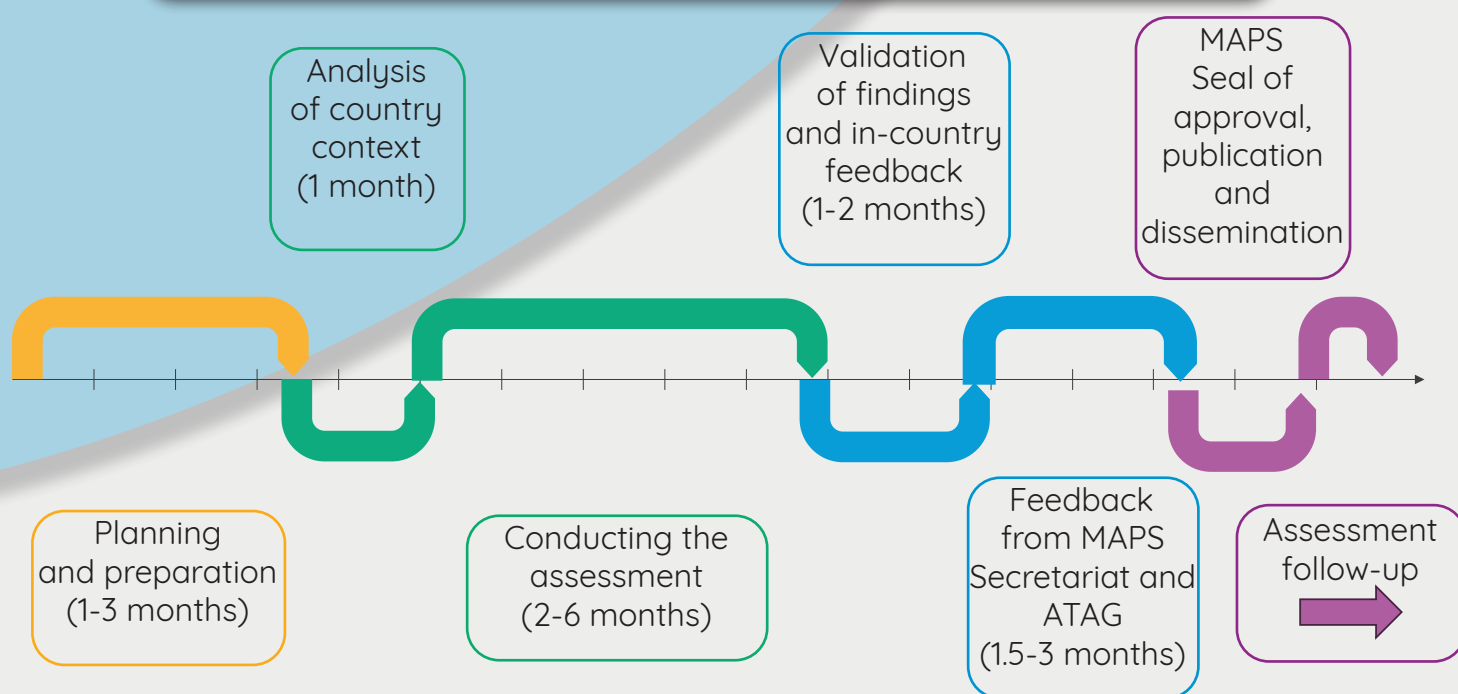 Analysis
of country
context
(1 month)
Validation
of findings
and in-country
feedback
(1-2 months)
MAPS
Seal of
approval,
publication
and
dissemination
Planning
and preparation
(1-3 months)
Conducting the
assessment
(2-6 months)
Feedback
from MAPS
Secretariat and
ATAG
(1.5-3 months)
Assessment
follow-up